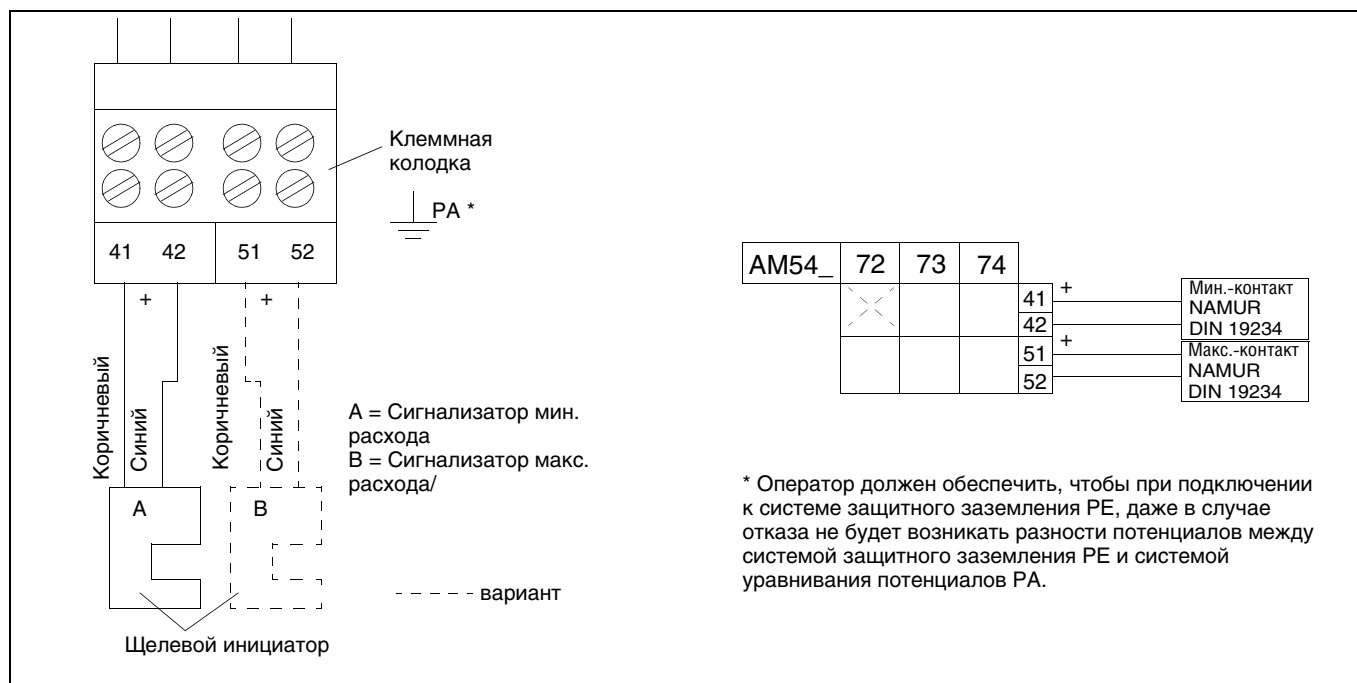 Клеммная
колодка
PA *
41 42 51 52
+ +
Коричневый
Синий
Коричневый
Синий
A = Сигнализатор мин.
расхода
B = Сигнализатор макс.
расхода/
A B
- - - - - вариант
Щелевой инициатор
AM54_ 72 73 74
41 + Мин.-контакт
NAMUR
42 DIN 19234
51 + Макс.-контакт
NAMUR
52 DIN 19234
* Оператор должен обеспечить, чтобы при подключении
к системе защитного заземления PE, даже в случае
отказа не будет возникать разности потенциалов между
системой защитного заземления PE и системой
уравнивания потенциалов PA.